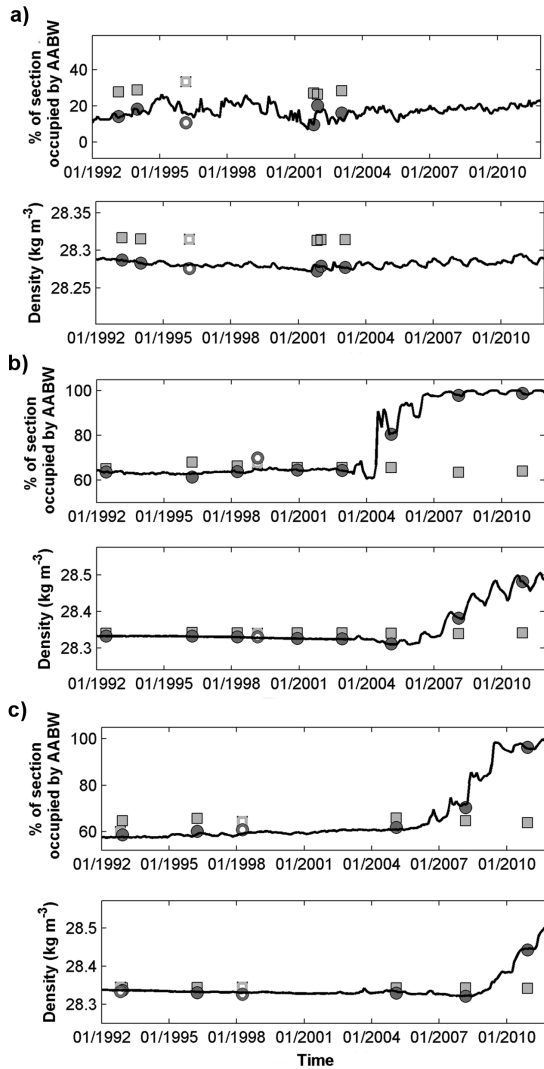 a)
% of section
occupied by AABW
40
20
0
01/1992 01/1995 01/1998 01/2001 01/2004 01/2007 01/2010
Density (kg m-3)
28.35
28.3
28.25
01/1992 01/1995 01/1998 01/2001 01/2004 01/2007 01/2010
b)
% of section
occupied by AABW
100
80
60
01/1992 01/1995 01/1998 01/2001 01/2004 01/2007 01/2010
Density (kg m-3)
28.5
28.4
28.3
01/1992 01/1995 01/1998 01/2001 01/2004 01/2007 01/2010
c)
% of section
occupied by AABW
100
80
60
01/1992 01/1995 01/1998 01/2001 01/2004 01/2007 01/2010
Density (kg m-3)
28.5
28.4
28.3
01/1992 01/1995 01/1998 01/2001 01/2004 01/2007 01/2010
Time